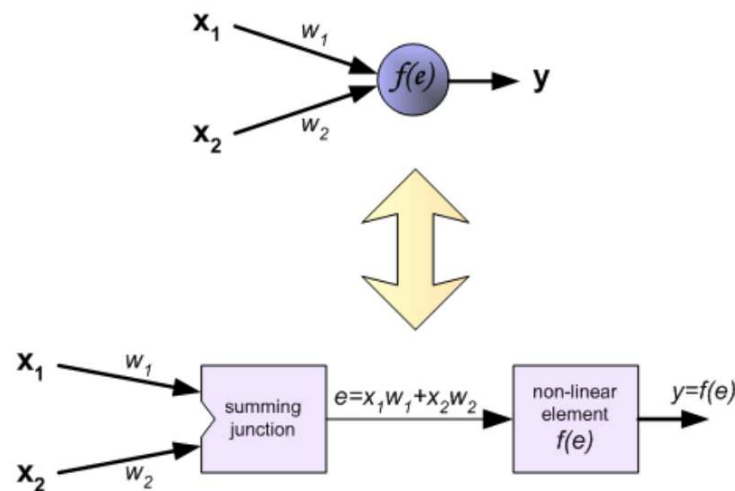 x₁
w₁
f(e)
y
w₂
x₂
x₁
w₁
summing
junction
e=x₁w₁+x₂w₂
non-linear
element
f(e)
y=f(e)
x₂
w₂